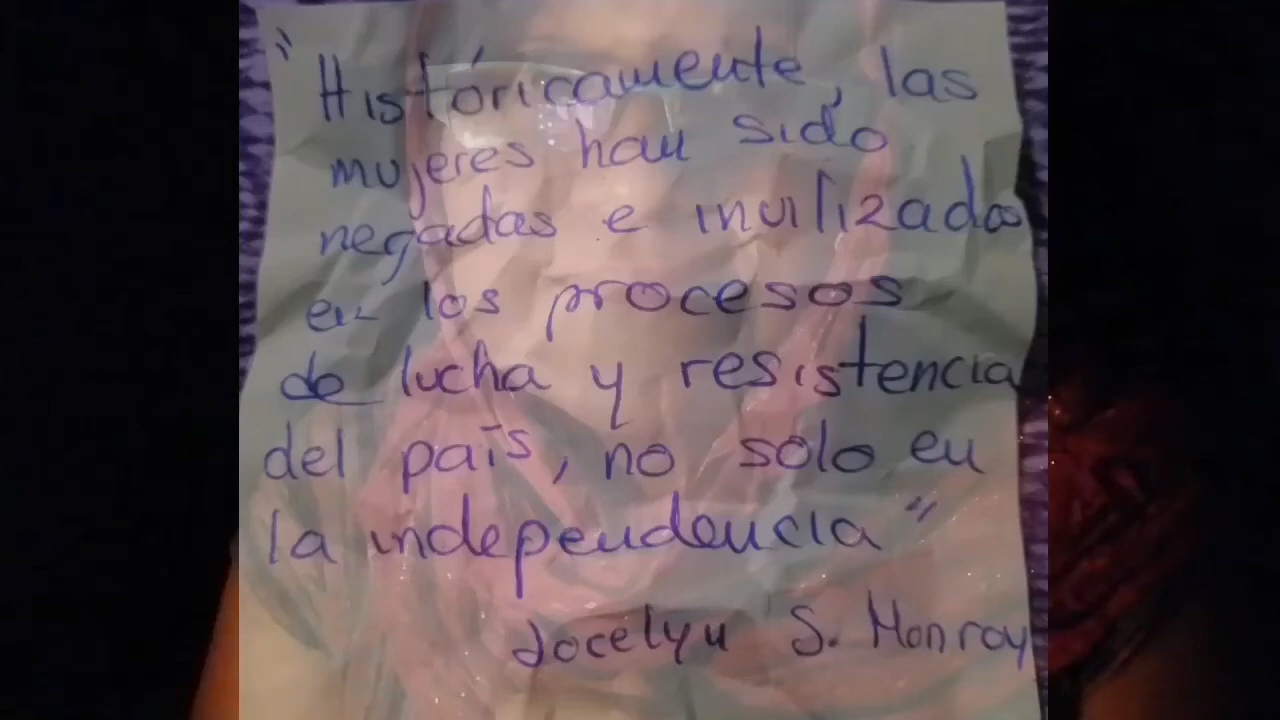 "Históricamente, las
mujeres han sido
negadas e inuilizadas
en los procesos
de lucha y resistencia
del país, no solo en
la independencia"
Jocelyn S. Monroy